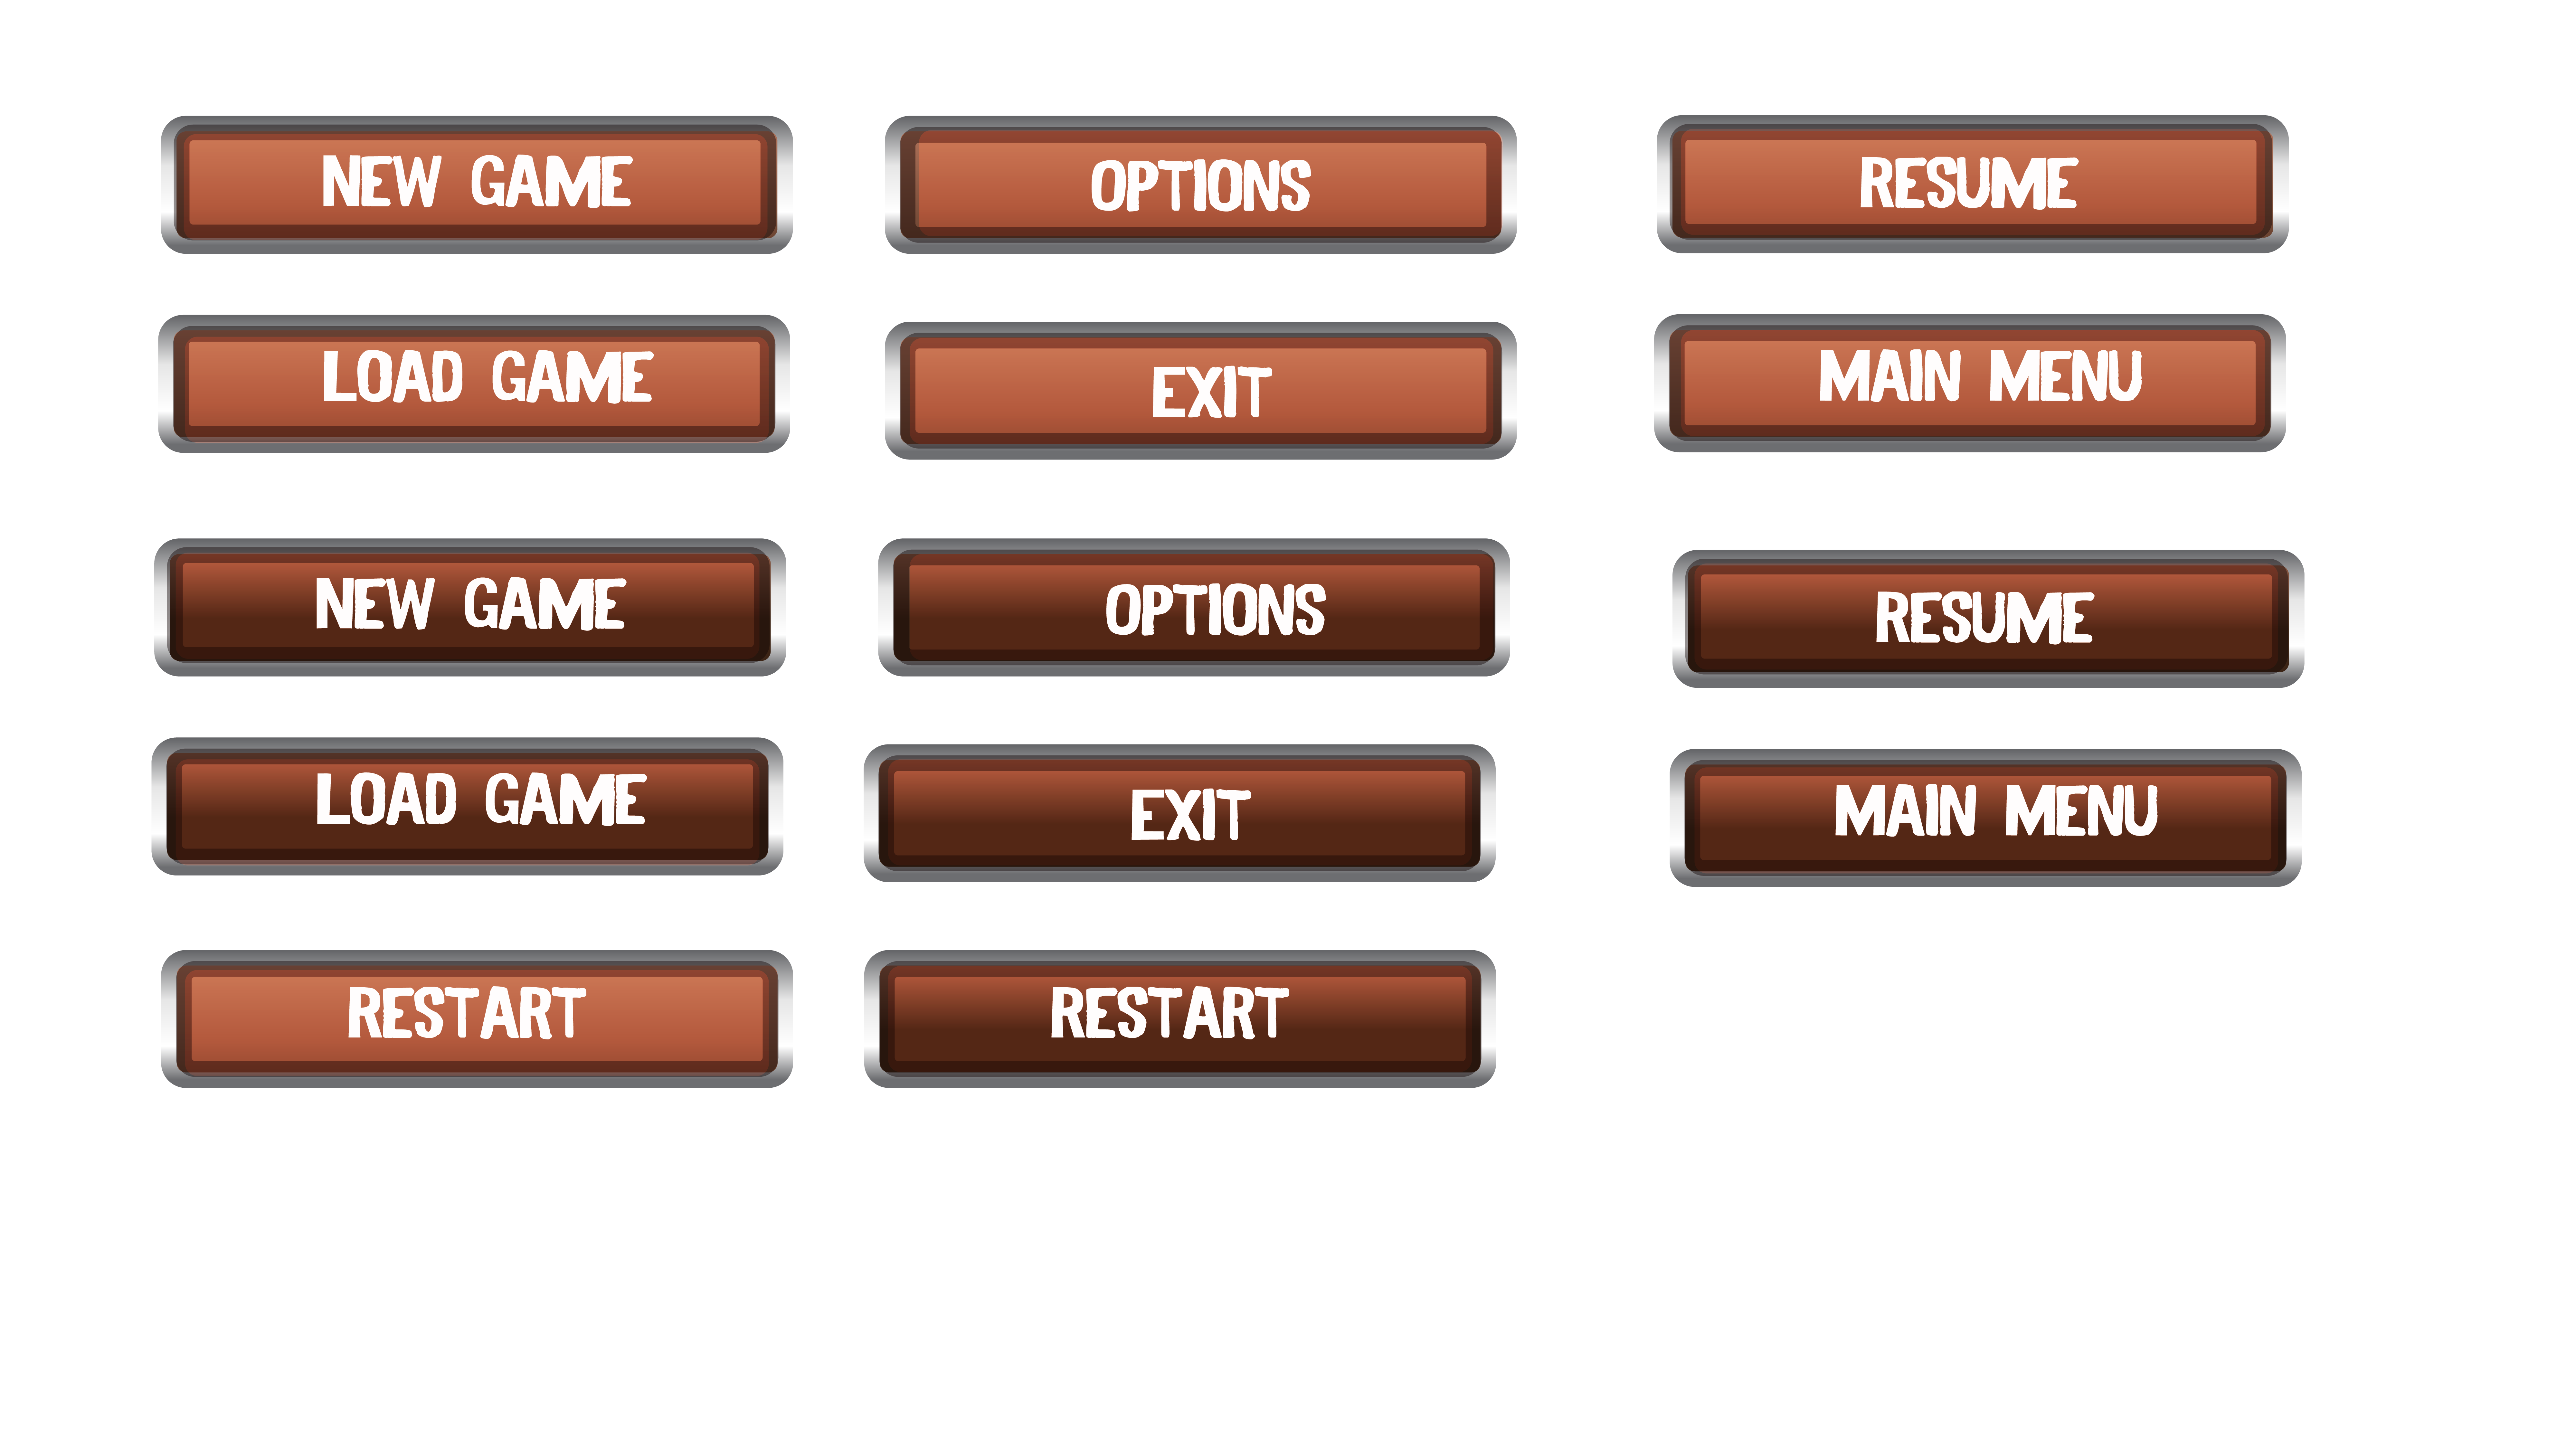 NEW GAME
OPTIONS
RESUME
LOAD GAME
EXIT
MAIN MENU
NEW GAME
OPTIONS
RESUME
LOAD GAME
EXIT
MAIN MENU
RESTART
RESTART